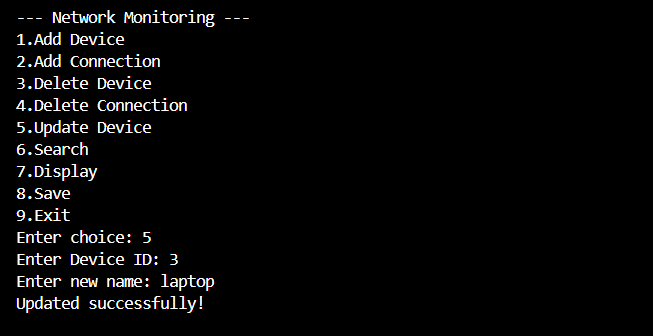 --- Network Monitoring ---
1.Add Device
2.Add Connection
3.Delete Device
4.Delete Connection
5.Update Device
6.Search
7.Display
8.Save
9.Exit
Enter choice: 5
Enter Device ID: 3
Enter new name: laptop
Updated successfully!